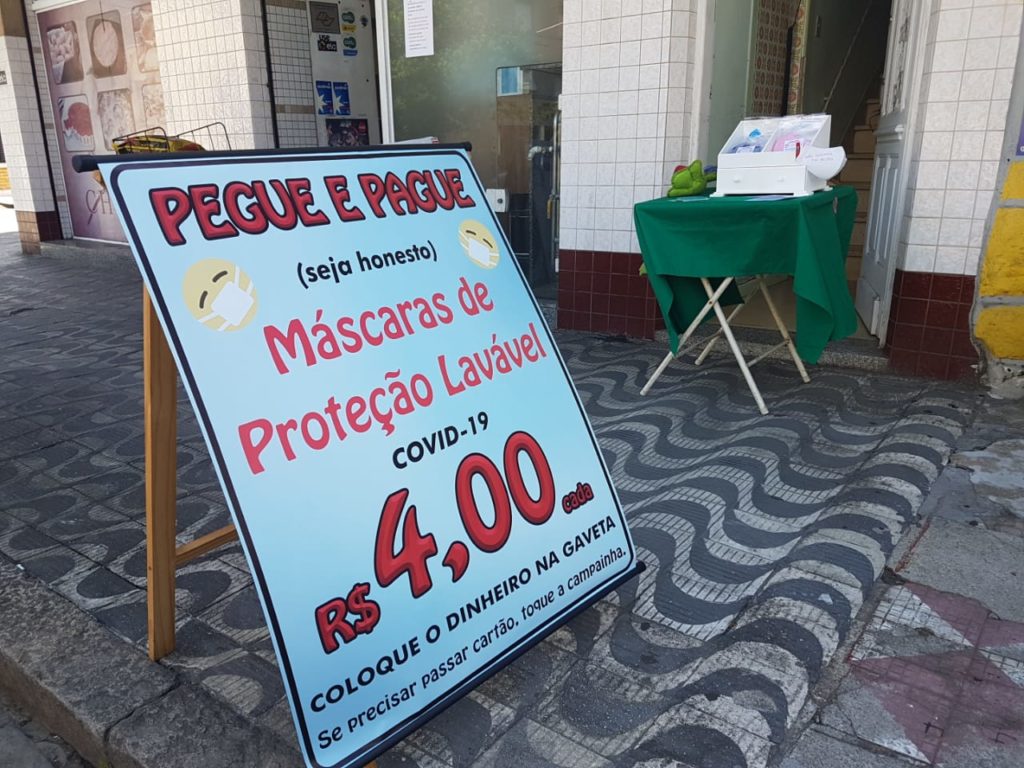 PEGUE E PAGUE
(seja honesto)
Máscaras de
Proteção Lavável
COVID-19
R$ 4,00 cada
COLOQUE O DINHEIRO NA GAVETA
Se precisar passar cartão, toque a campainha.